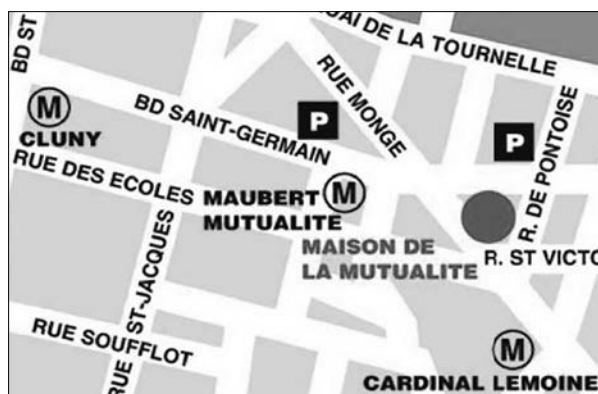 QUAI DE LA TOURNELLE
BD ST
RUE MONGE
M
CLUNY
BD SAINT-GERMAIN
P
P
R. DE PONTOISE
RUE DES ECOLES
MAUBERT
MUTUALITE
M
MAISON DE
LA MUTUALITE
R. ST VICTO
RUE ST-JACQUES
RUE SOUFFLOT
M
CARDINAL LEMOINE